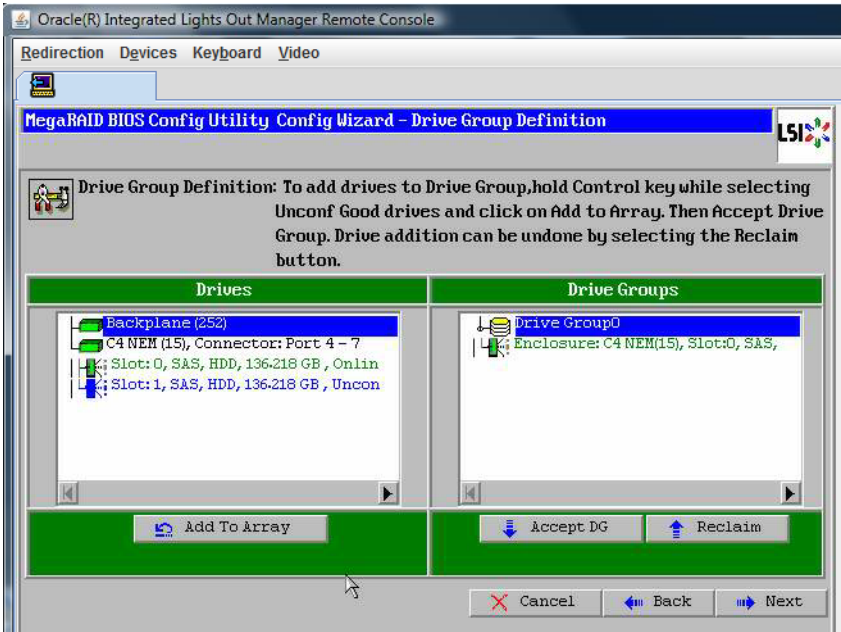 Oracle(R) Integrated Lights Out Manager Remote Console
Redirection Devices Keyboard Video
MegaRAID BIOS Config Utility Config Wizard – Drive Group Definition
LSI
Drive Group Definition: To add drives to Drive Group,hold Control key while selecting
Unconf Good drives and click on Add to Array. Then Accept Drive
Group. Drive addition can be undone by selecting the Reclaim
button.
Drives
Backplane (252)
C4 NEM (15), Connector: Port 4 – 7
Slot: 0, SAS, HDD, 136.218 GB , Onlin
Slot: 1, SAS, HDD, 136.218 GB , Uncon
Add To Array
Drive Groups
Drive Group0
Enclosure: C4 NEM(15), Slot:0, SAS,
Accept DG
Reclaim
Cancel
Back
Next